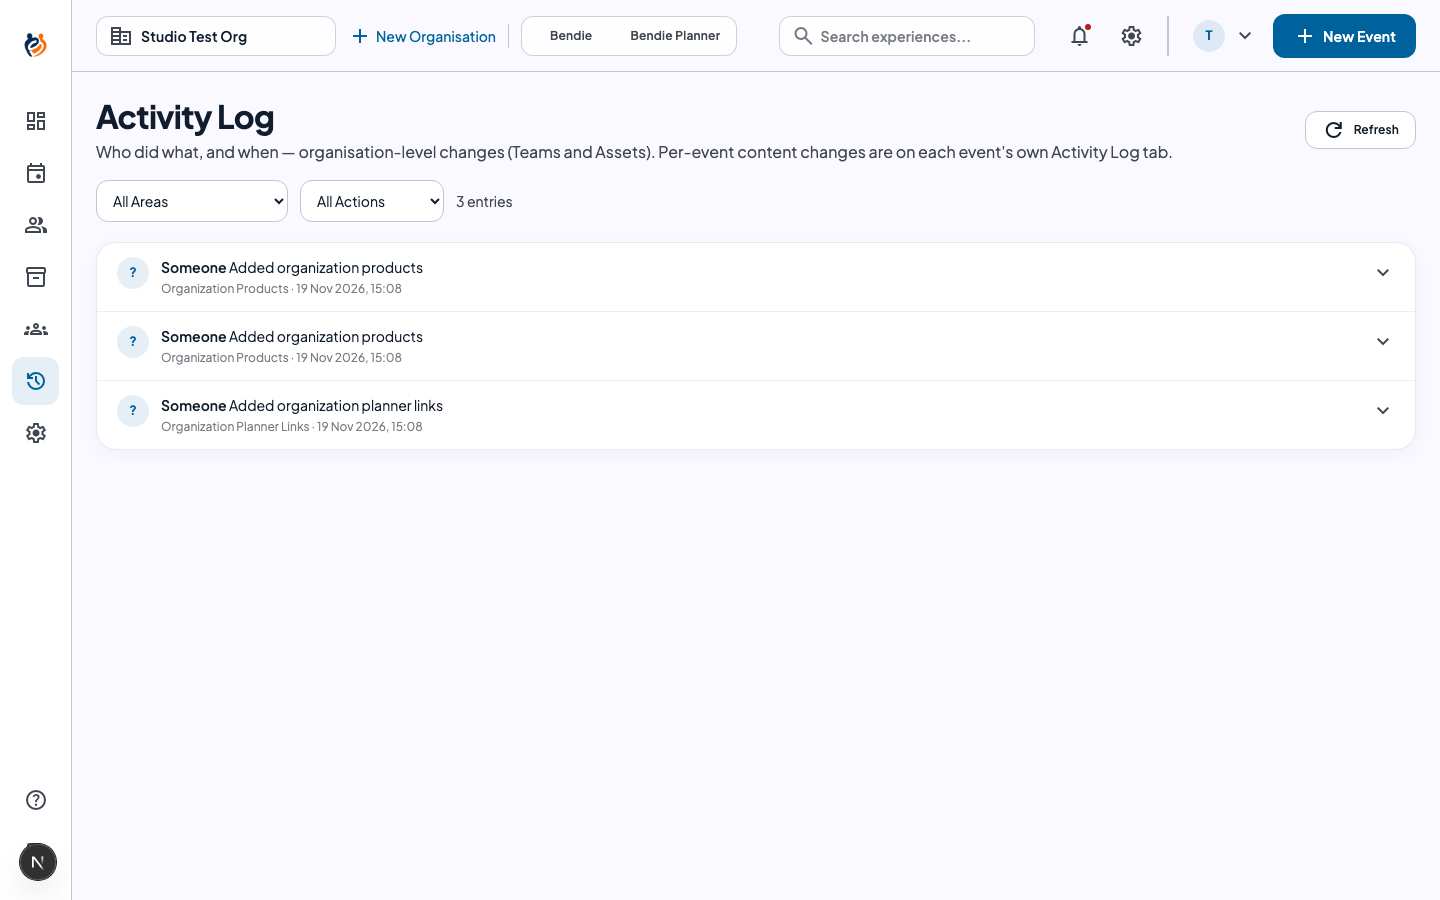 Studio Test Org
New Organisation
Bendie
Bendie Planner
Search experiences...
T
New Event
Activity Log
Who did what, and when — organisation-level changes (Teams and Assets). Per-event content changes are on each event's own Activity Log tab.
Refresh
All Areas
All Actions
3 entries
?
Someone Added organization products
Organization Products · 19 Nov 2026, 15:08
?
Someone Added organization products
Organization Products · 19 Nov 2026, 15:08
?
Someone Added organization planner links
Organization Planner Links · 19 Nov 2026, 15:08
N